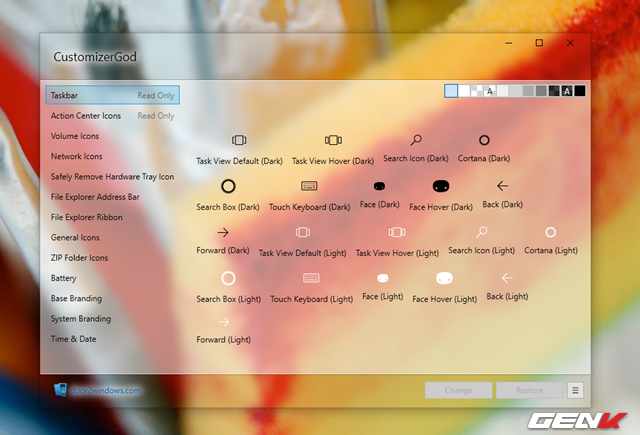 CustomizerGod
Taskbar Read Only
Action Center Icons Read Only
Volume Icons
Network Icons
Safely Remove Hardware Tray Icon
File Explorer Address Bar
File Explorer Ribbon
General Icons
ZIP Folder Icons
Battery
Base Branding
System Branding
Time & Date
A A
Task View Default (Dark) Task View Hover (Dark) Search Icon (Dark) Cortana (Dark)
Search Box (Dark) Touch Keyboard (Dark) Face (Dark) Face Hover (Dark) Back (Dark)
Forward (Dark) Task View Default (Light) Task View Hover (Light) Search Icon (Light) Cortana (Light)
Search Box (Light) Touch Keyboard (Light) Face (Light) Face Hover (Light) Back (Light)
Forward (Light)
door2windows.com
Change Restore
GENK